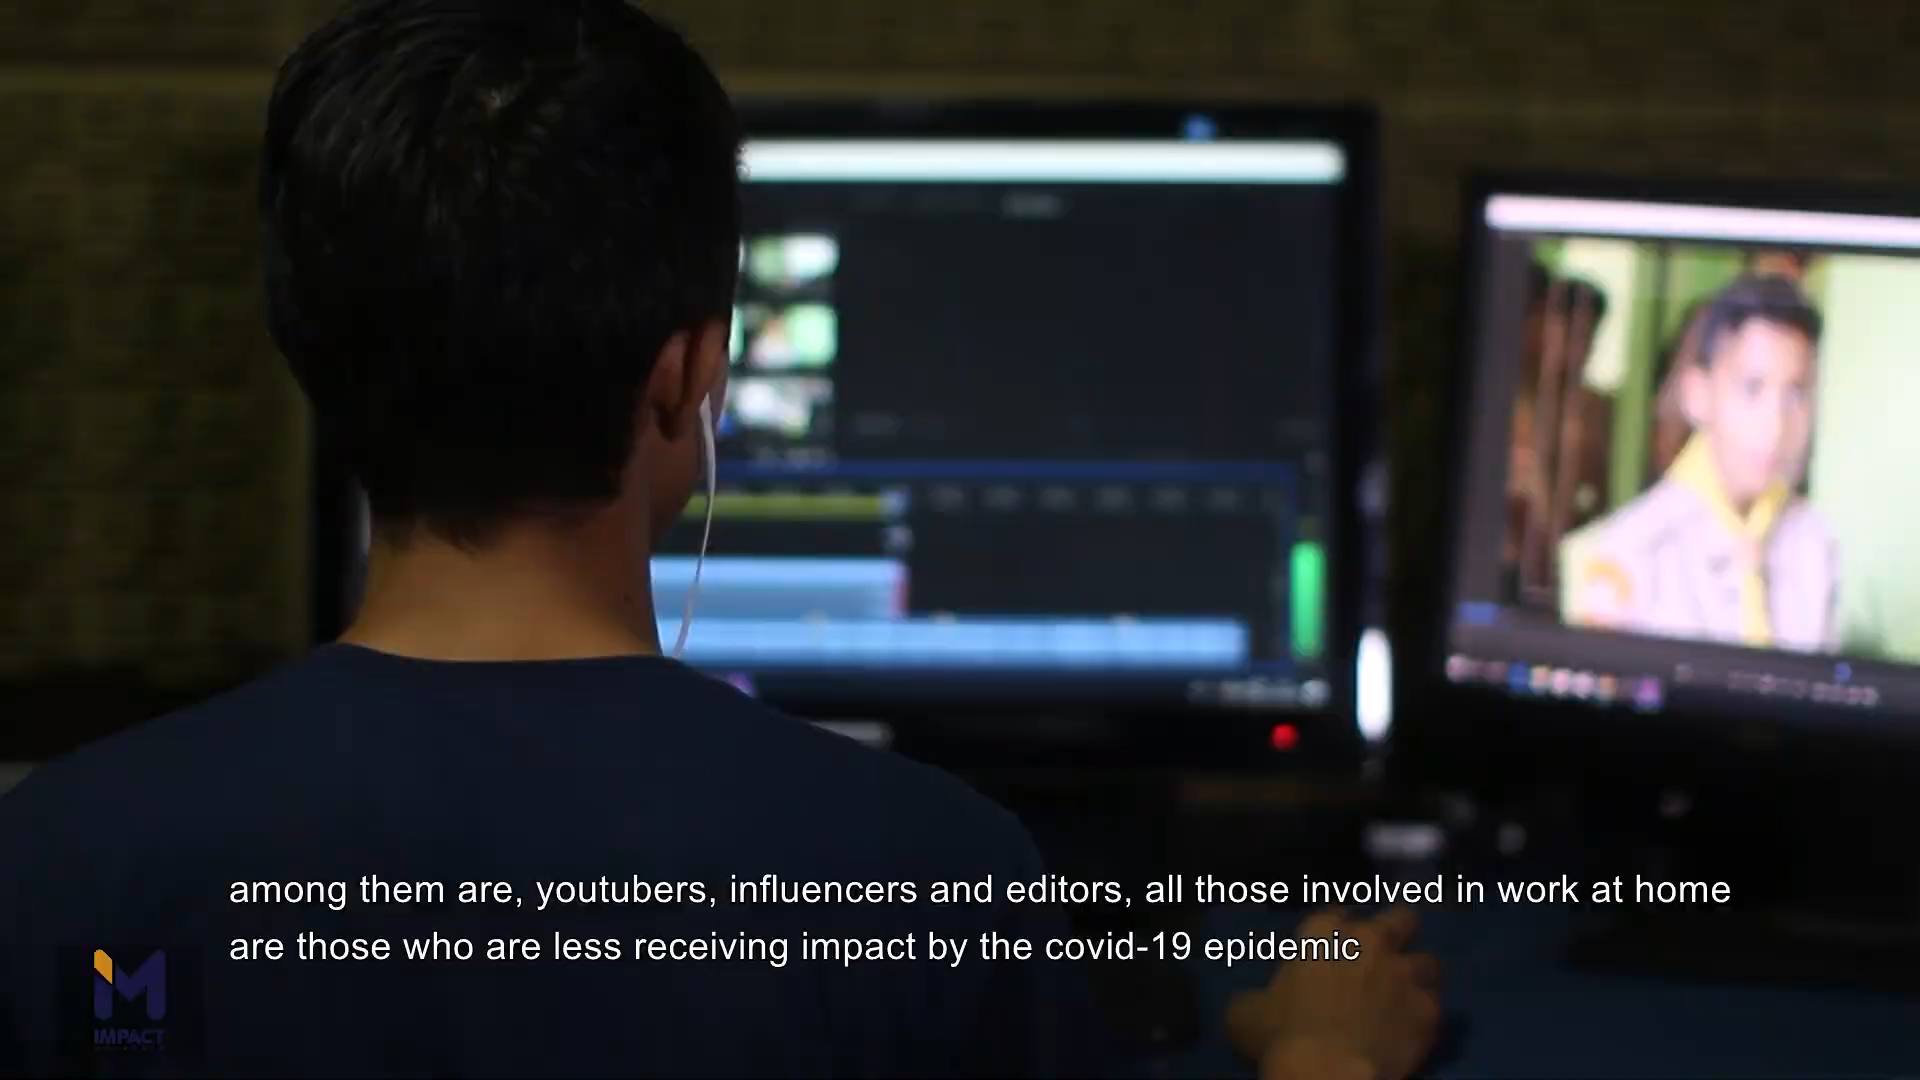 among them are, youtubers, influencers and editors, all those involved in work at home
are those who are less receiving impact by the covid-19 epidemic
IMPACT